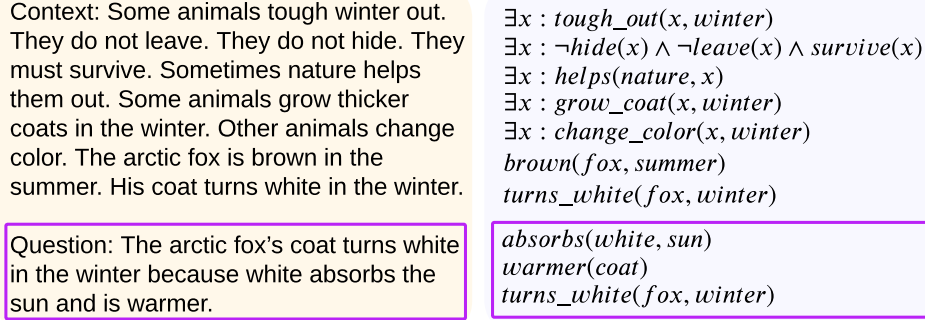 Context: Some animals tough winter out.
They do not leave. They do not hide. They
must survive. Sometimes nature helps
them out. Some animals grow thicker
coats in the winter. Other animals change
color. The arctic fox is brown in the
summer. His coat turns white in the winter.
Question: The arctic fox’s coat turns white
in the winter because white absorbs the
sun and is warmer.
∃x : tough_out(x, winter)
∃x : ¬hide(x) ∧ ¬leave(x) ∧ survive(x)
∃x : helps(nature, x)
∃x : grow_coat(x, winter)
∃x : change_color(x, winter)
brown(fox, summer)
turns_white(fox, winter)
absorbs(white, sun)
warmer(coat)
turns_white(fox, winter)